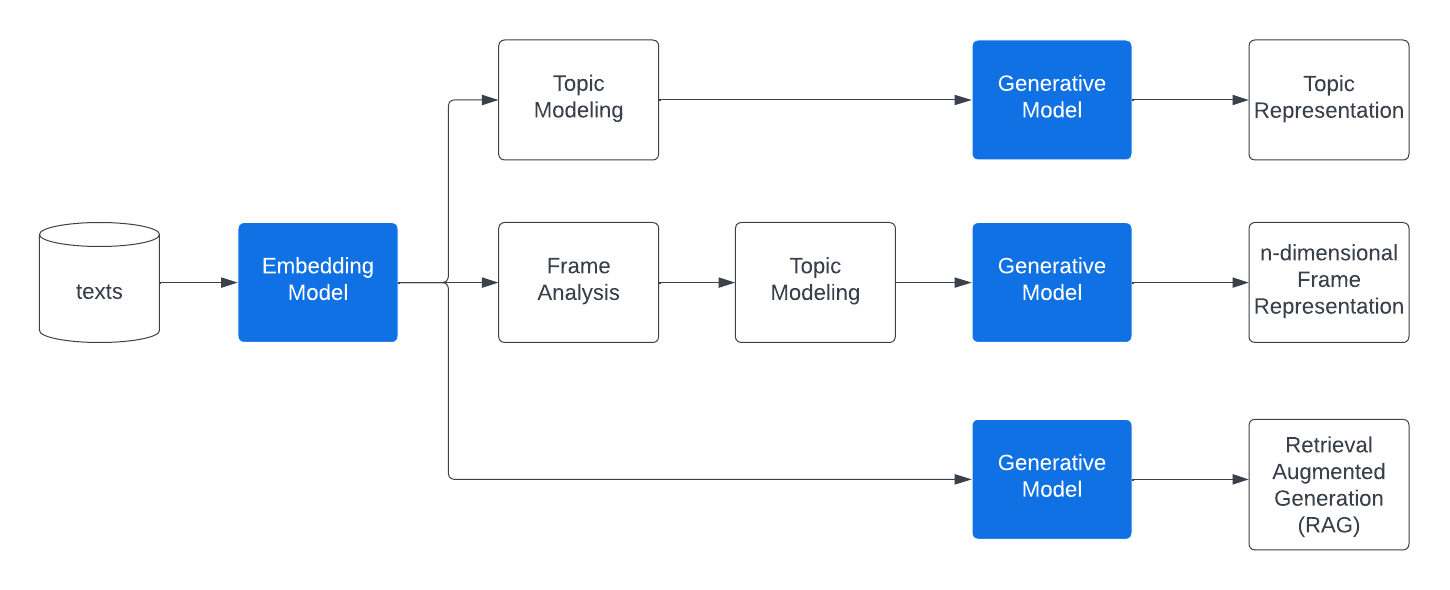 Topic
Modeling
Generative
Model
Topic
Representation
texts
Embedding
Model
Frame
Analysis
Topic
Modeling
Generative
Model
n-dimensional
Frame
Representation
Generative
Model
Retrieval
Augmented
Generation
(RAG)